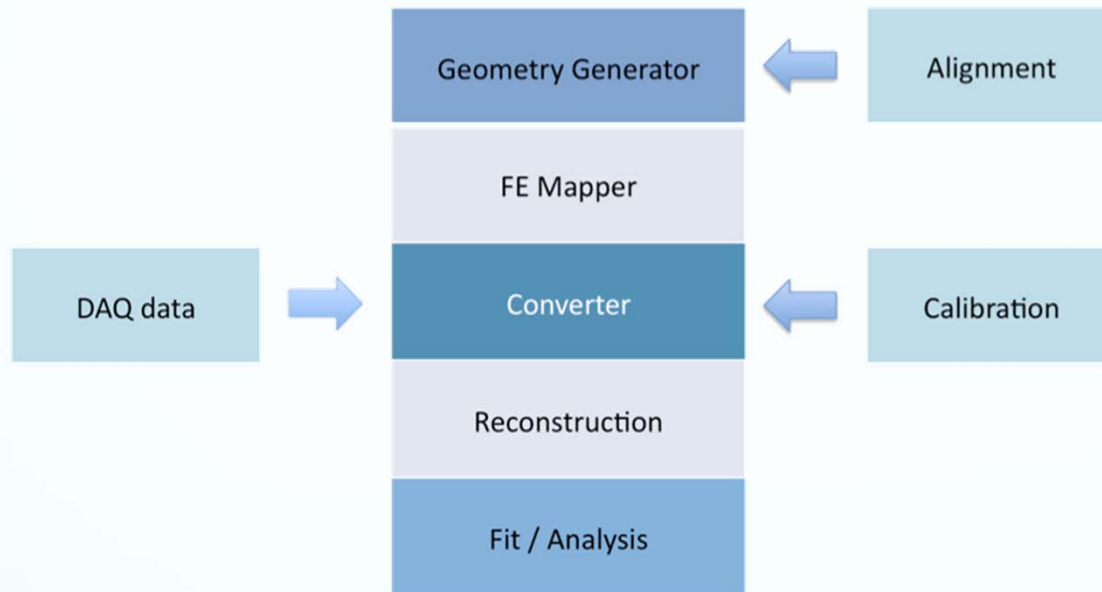 Geometry Generator
Alignment
FE Mapper
DAQ data
Converter
Calibration
Reconstruction
Fit / Analysis